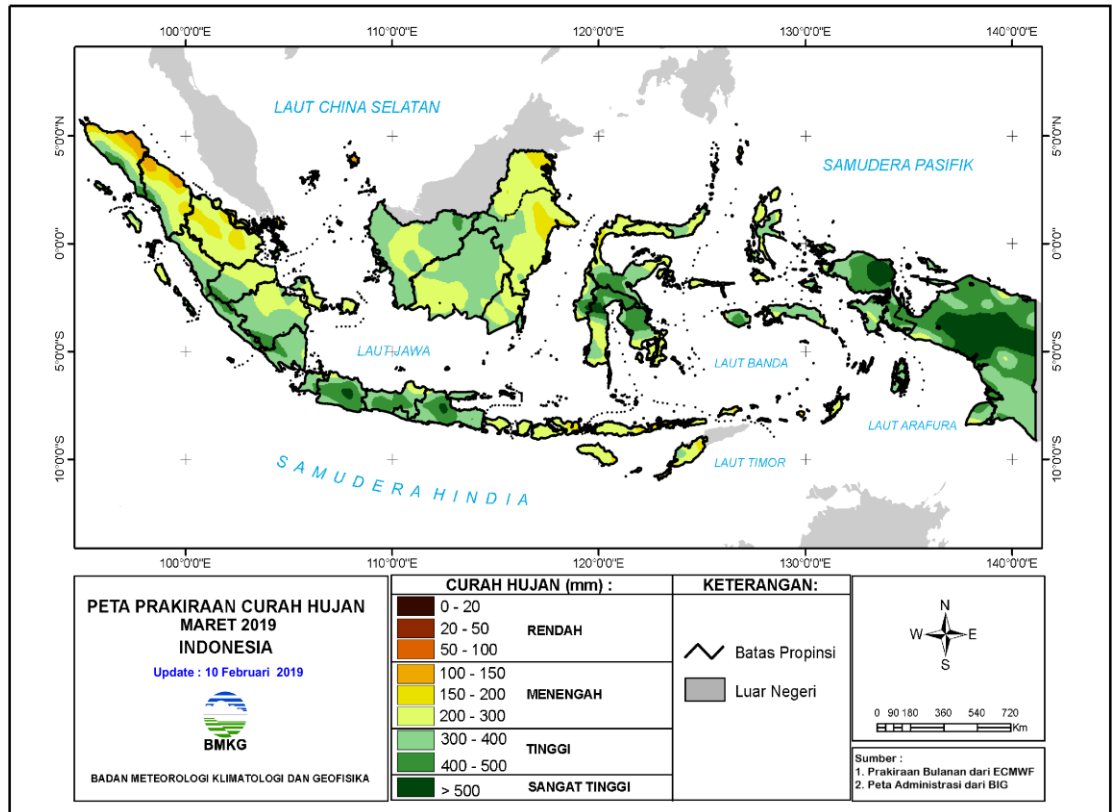 100°0'0"E 110°0'0"E 120°0'0"E 130°0'0"E 140°0'0"E
LAUT CHINA SELATAN
5°0'0"N 5°0'0"N
SAMUDERA PASIFIK
0°0'0" 0°0'0"
5°0'0"S 5°0'0"S
LAUT JAWA
LAUT BANDA
LAUT ARAFURA
10°0'0"S 10°0'0"S
LAUT TIMOR
SAMUDERA HINDIA
100°0'0"E 110°0'0"E 120°0'0"E 130°0'0"E 140°0'0"E
PETA PRAKIRAAN CURAH HUJAN
MARET 2019
INDONESIA
Update : 10 Februari 2019
BMKG
BADAN METEOROLOGI KLIMATOLOGI DAN GEOFISIKA
CURAH HUJAN (mm) :
0 - 20
20 - 50 RENDAH
50 - 100
100 - 150
150 - 200 MENENGAH
200 - 300
300 - 400
TINGGI
400 - 500
> 500 SANGAT TINGGI
KETERANGAN:
Batas Propinsi
Luar Negeri
N
W E
S
0 90 180 360 540 720
Km
Sumber :
1. Prakiraan Bulanan dari ECMWF
2. Peta Administrasi dari BIG